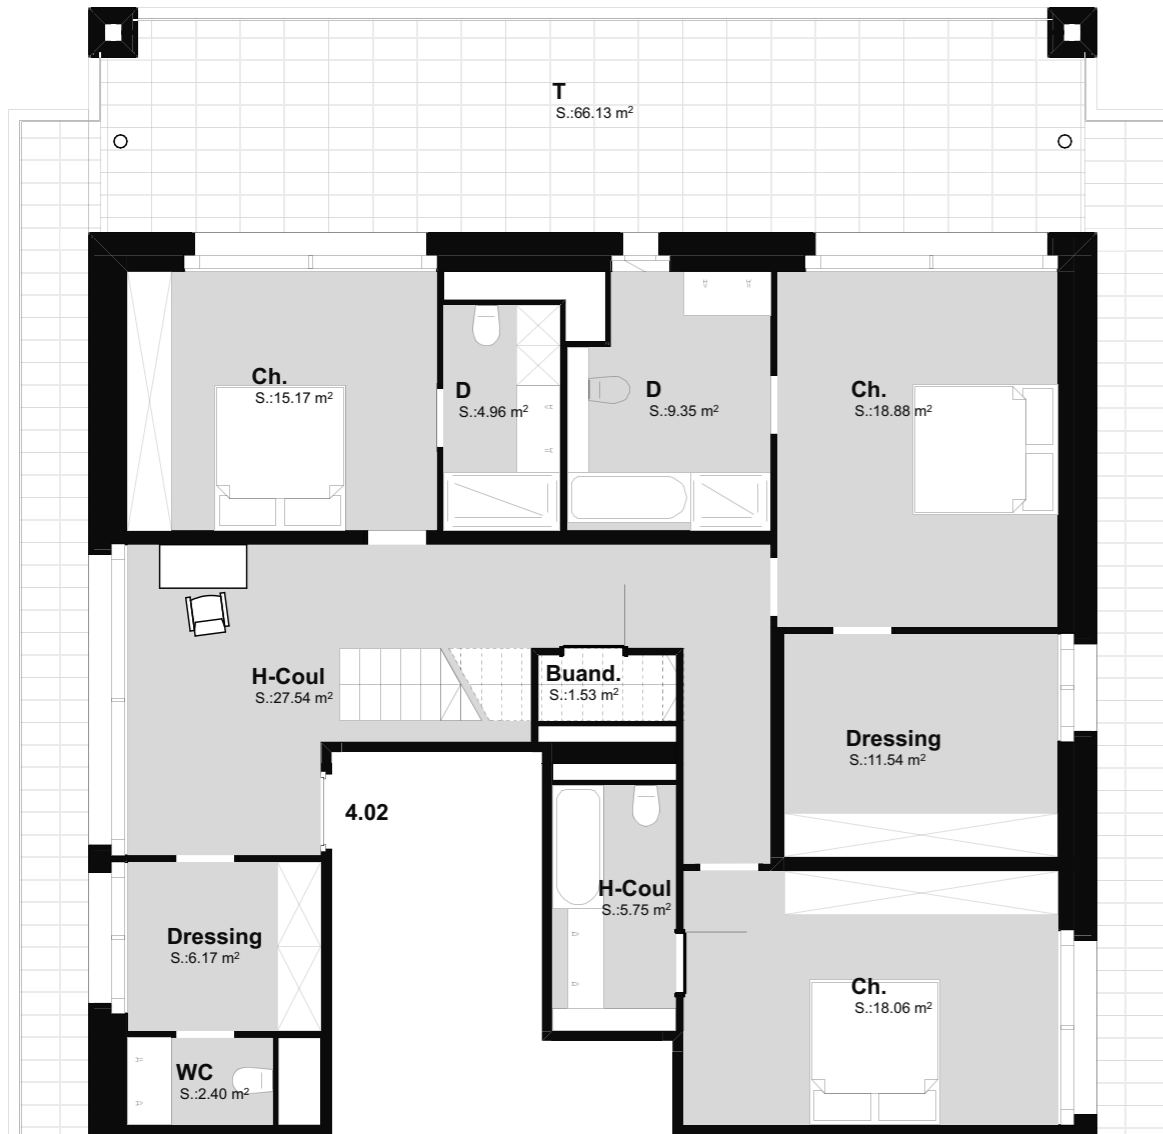 T
S.:66.13 m²
Ch.
S.:15.17 m²
D
S.:4.96 m²
D
S.:9.35 m²
Ch.
S.:18.88 m²
H-Coul
S.:27.54 m²
Buand.
S.:1.53 m²
Dressing
S.:11.54 m²
4.02
H-Coul
S.:5.75 m²
Dressing
S.:6.17 m²
Ch.
S.:18.06 m²
WC
S.:2.40 m²